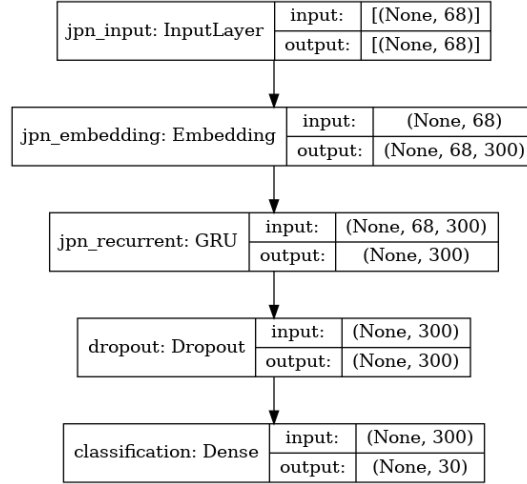 jpn_input: InputLayer
input:
[(None, 68)]
output:
[(None, 68)]
jpn_embedding: Embedding
input:
(None, 68)
output:
(None, 68, 300)
jpn_recurrent: GRU
input:
(None, 68, 300)
output:
(None, 300)
dropout: Dropout
input:
(None, 300)
output:
(None, 300)
classification: Dense
input:
(None, 300)
output:
(None, 30)